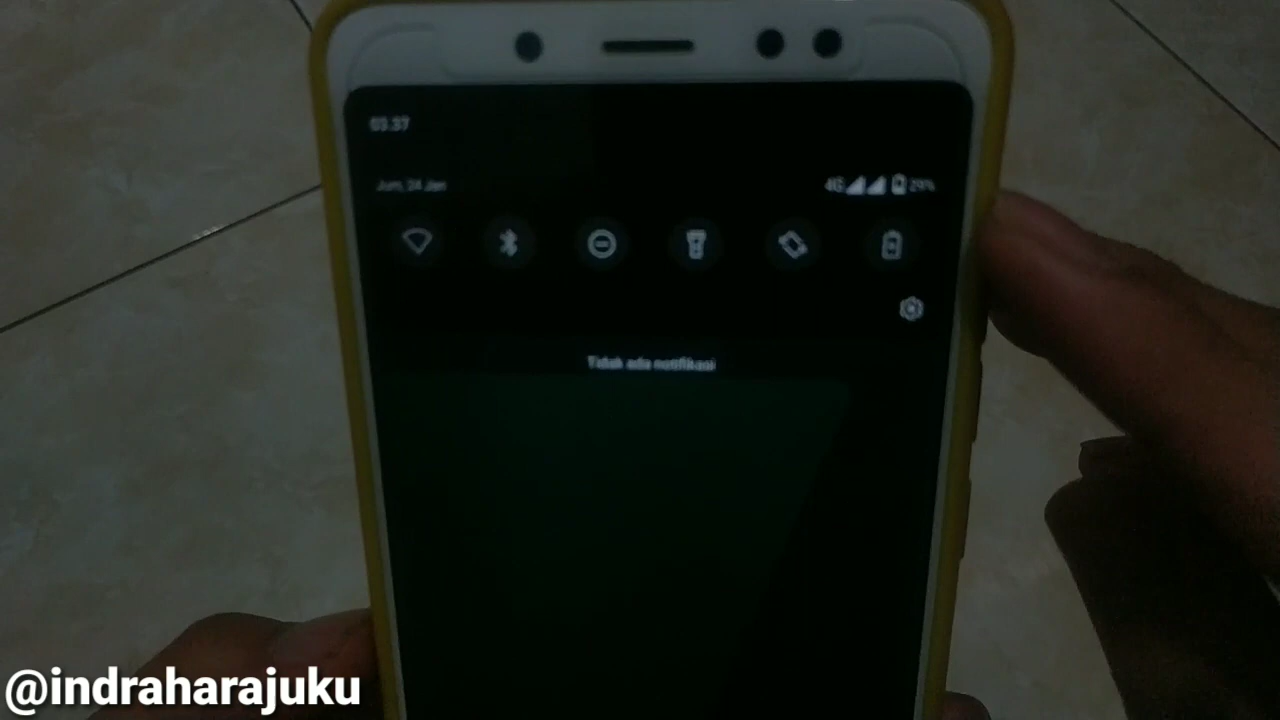 03.37
Jum, 24 Jan
4G 29%
Tidak ada notifikasi
@indraharajuku